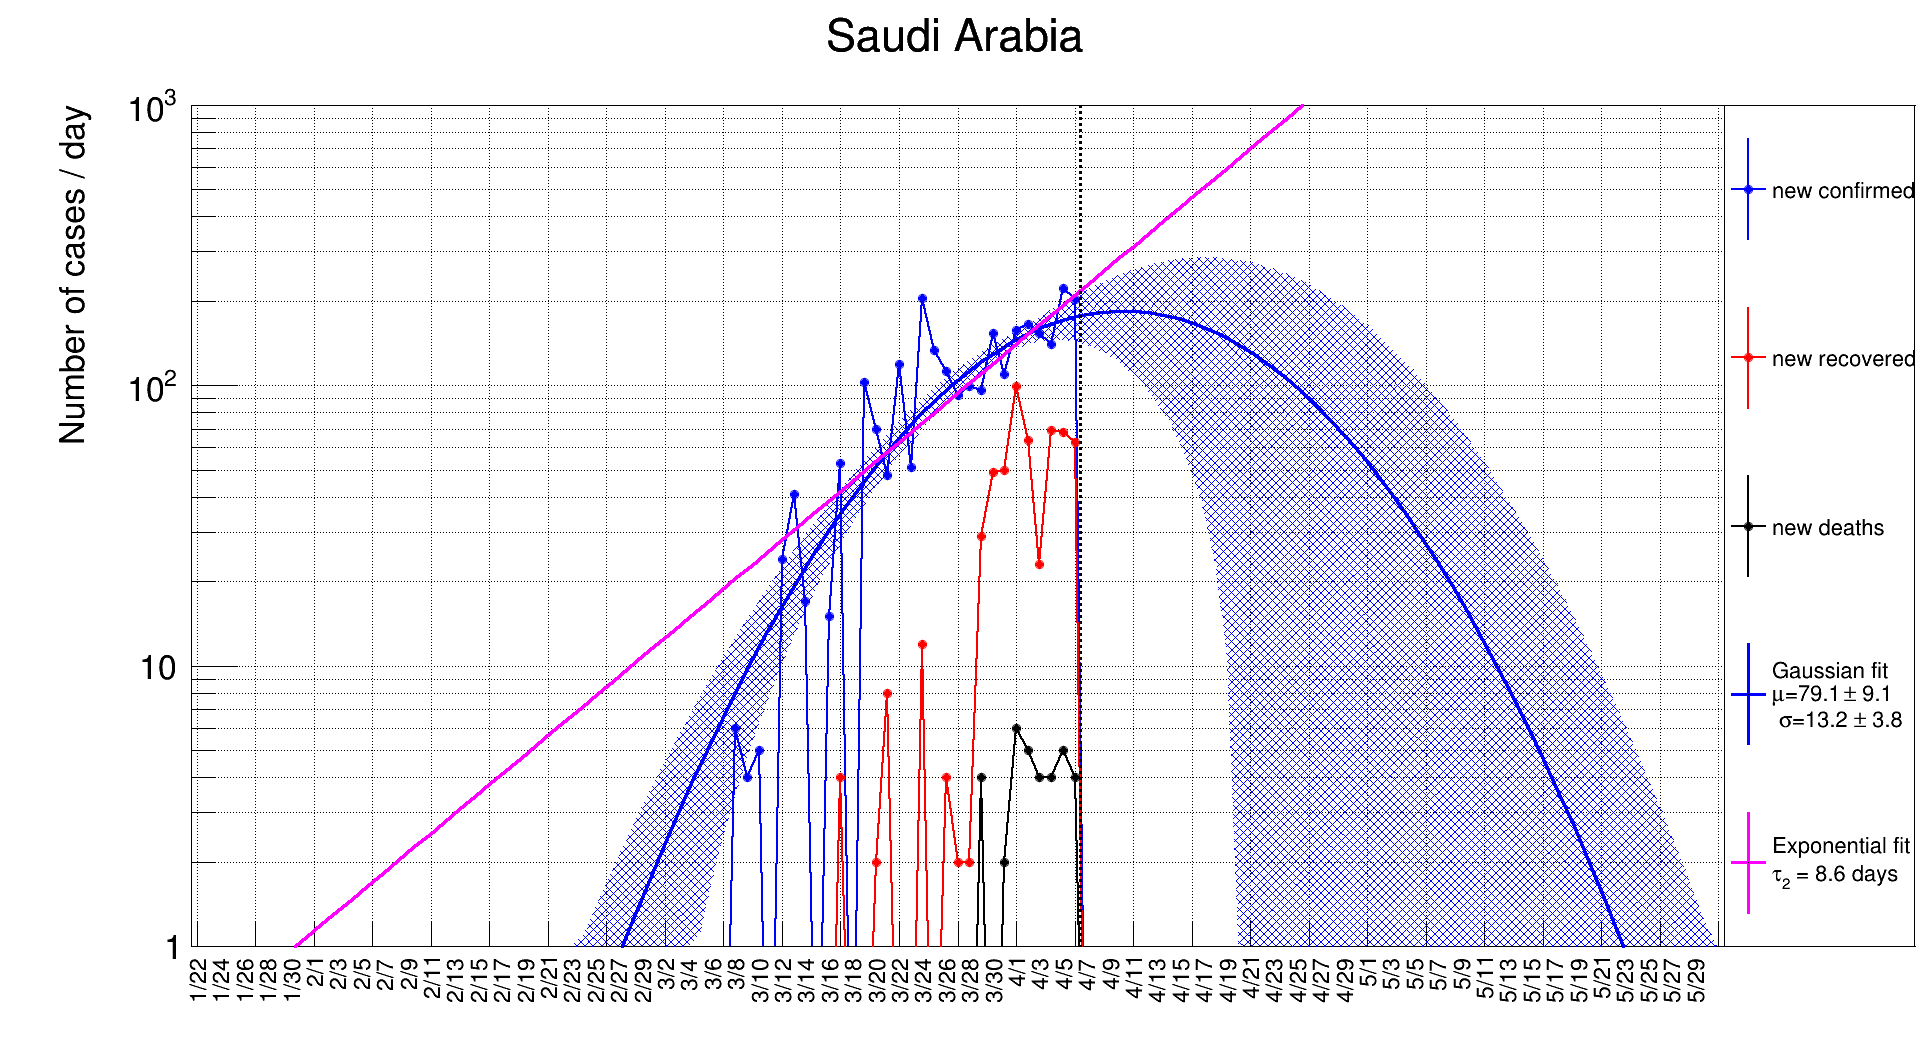 Saudi Arabia
Number of cases / day
10³
10²
10
1
1/22 1/24 1/26 1/28 1/30 2/1 2/3 2/5 2/7 2/9 2/11 2/13 2/15 2/17 2/19 2/21 2/23 2/25 2/27 2/29 3/2 3/4 3/6 3/8 3/10 3/12 3/14 3/16 3/18 3/20 3/22 3/24 3/26 3/28 3/30 4/1 4/3 4/5 4/7 4/9 4/11 4/13 4/15 4/17 4/19 4/21 4/23 4/25 4/27 4/29 5/1 5/3 5/5 5/7 5/9 5/11 5/13 5/15 5/17 5/19 5/21 5/23 5/25 5/27 5/29
new confirmed
new recovered
new deaths
Gaussian fit
μ=79.1 ± 9.1
σ=13.2 ± 3.8
Exponential fit
τ₂ = 8.6 days